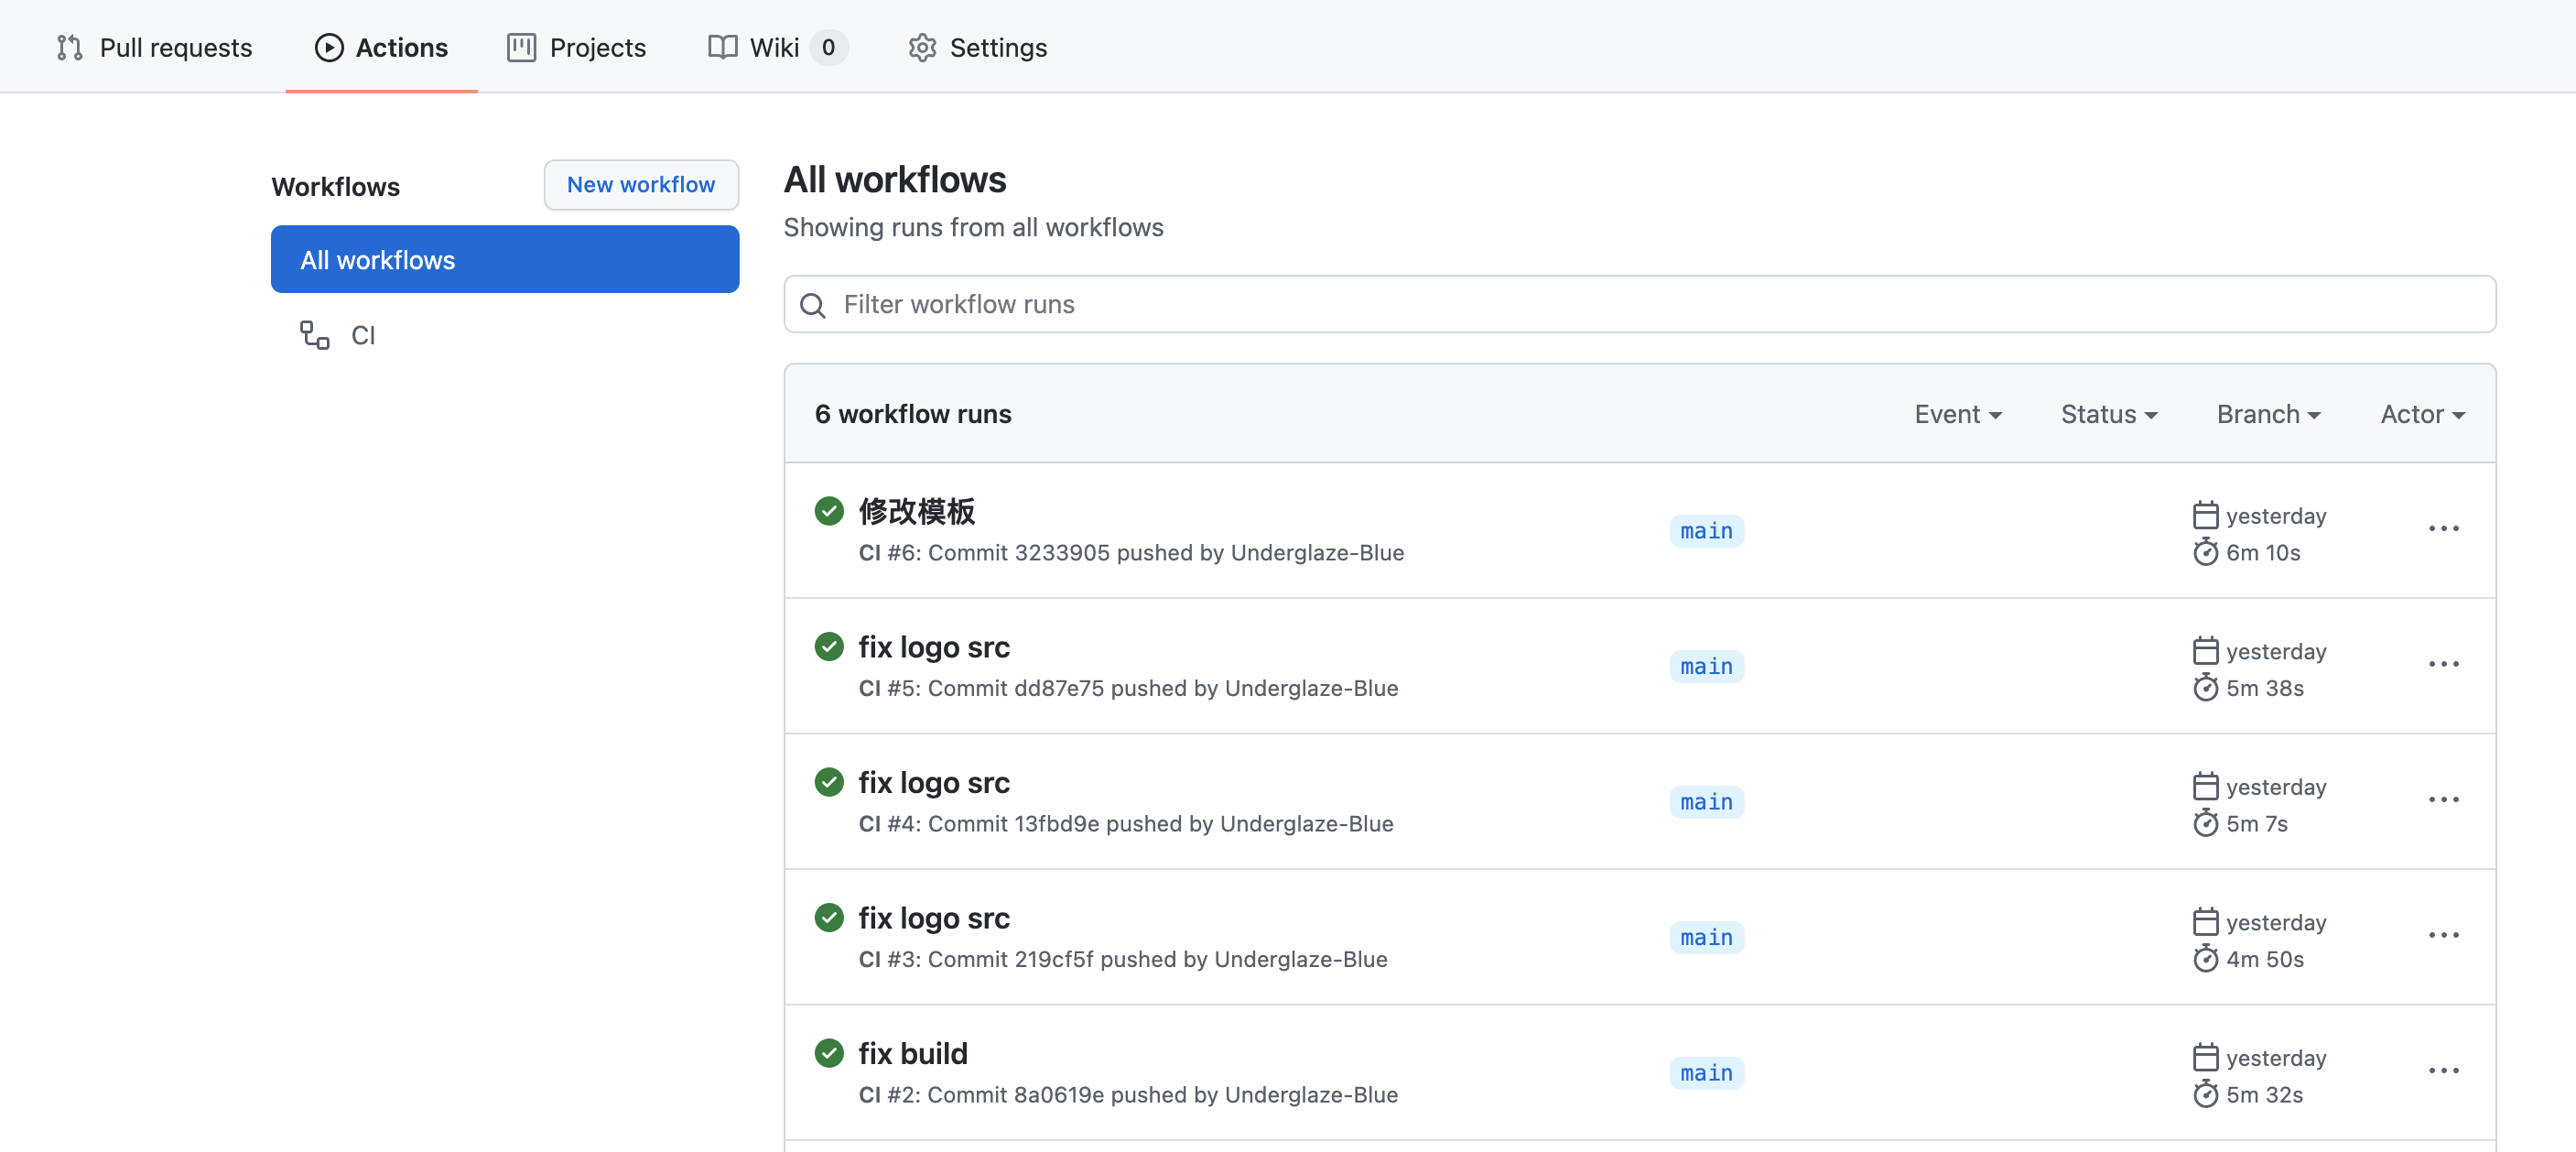 Pull requests Actions Projects Wiki 0 Settings
Workflows New workflow
All workflows
CI
All workflows
Showing runs from all workflows
Filter workflow runs
6 workflow runs Event Status Branch Actor
修改模板
CI #6: Commit 3233905 pushed by Underglaze-Blue
main
yesterday
6m 10s
fix logo src
CI #5: Commit dd87e75 pushed by Underglaze-Blue
main
yesterday
5m 38s
fix logo src
CI #4: Commit 13fbd9e pushed by Underglaze-Blue
main
yesterday
5m 7s
fix logo src
CI #3: Commit 219cf5f pushed by Underglaze-Blue
main
yesterday
4m 50s
fix build
CI #2: Commit 8a0619e pushed by Underglaze-Blue
main
yesterday
5m 32s